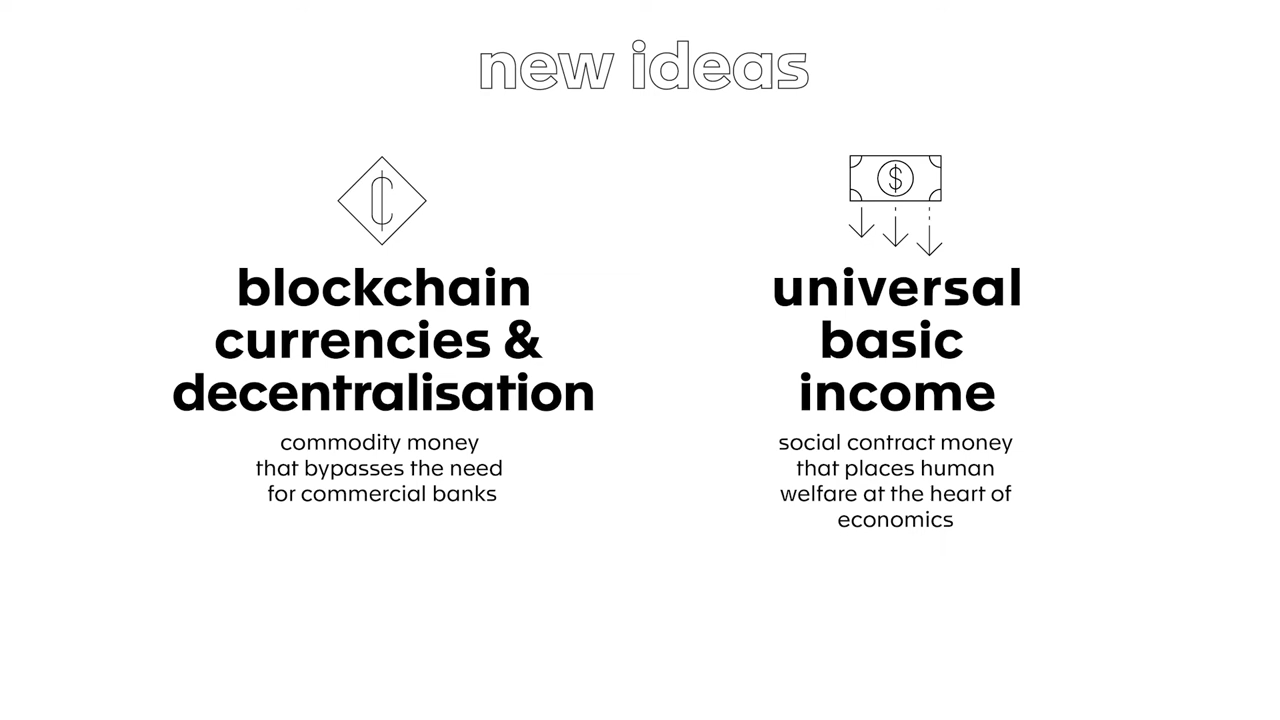 new ideas
blockchain
currencies &
decentralisation
commodity money
that bypasses the need
for commercial banks
$
universal
basic
income
social contract money
that places human
welfare at the heart of
economics